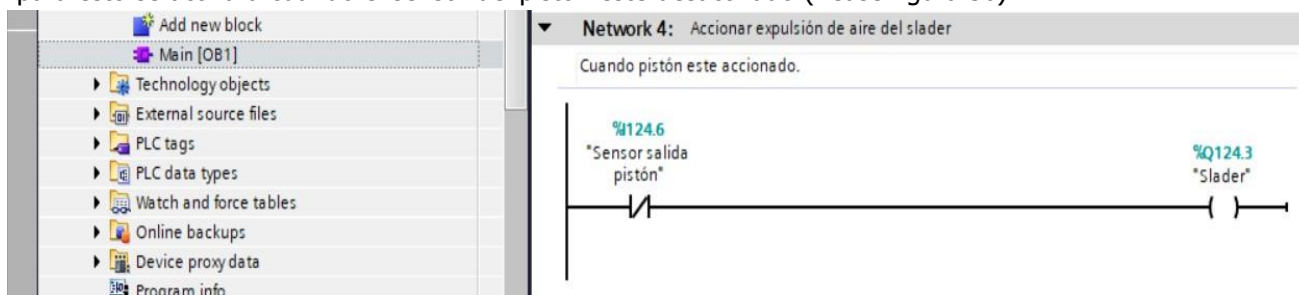 Add new block
Main [OB1]
Technology objects
External source files
PLC tags
PLC data types
Watch and force tables
Online backups
Device proxy data
Program info
Network 4: Accionar expulsión de aire del slader
Cuando pistón este accionado.
%I124.6
"Sensor salida
pistón"
%Q124.3
"Slader"